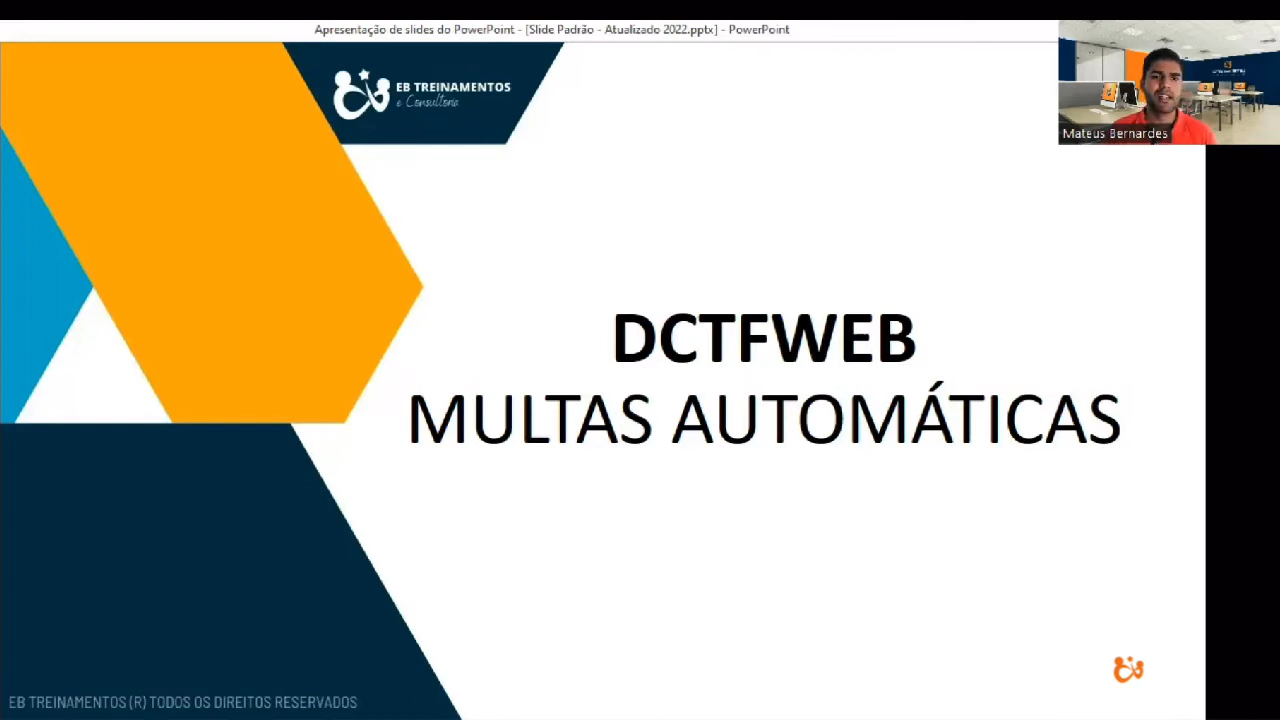 Apresentação de slides do PowerPoint - [Slide Padrão - Atualizado 2022.pptx] - PowerPoint
EB TREINAMENTOS
e Consultoria
Mateus Bernardes
DCTFWEB
MULTAS AUTOMÁTICAS
EB TREINAMENTOS (R) TODOS OS DIREITOS RESERVADOS